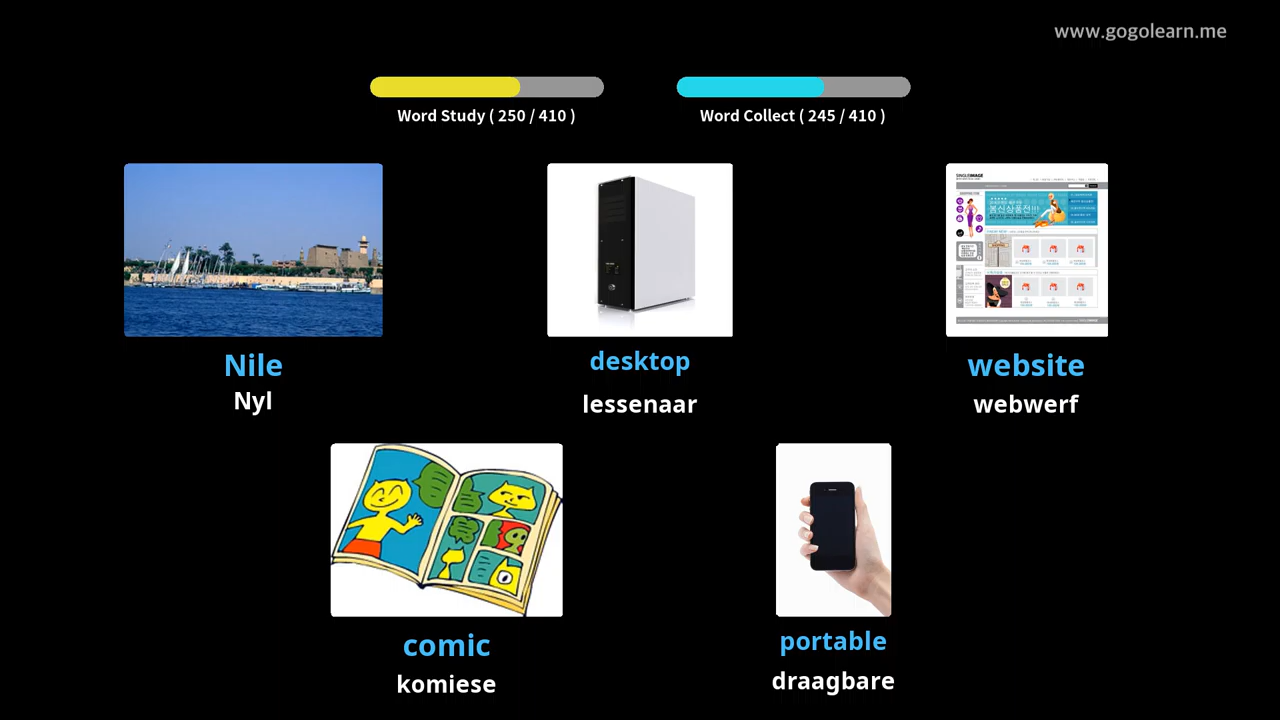 www.gogolearn.me
Word Study ( 250 / 410 )
Word Collect ( 245 / 410 )
Nile
Nyl
desktop
lessenaar
website
webwerf
comic
komiese
portable
draagbare